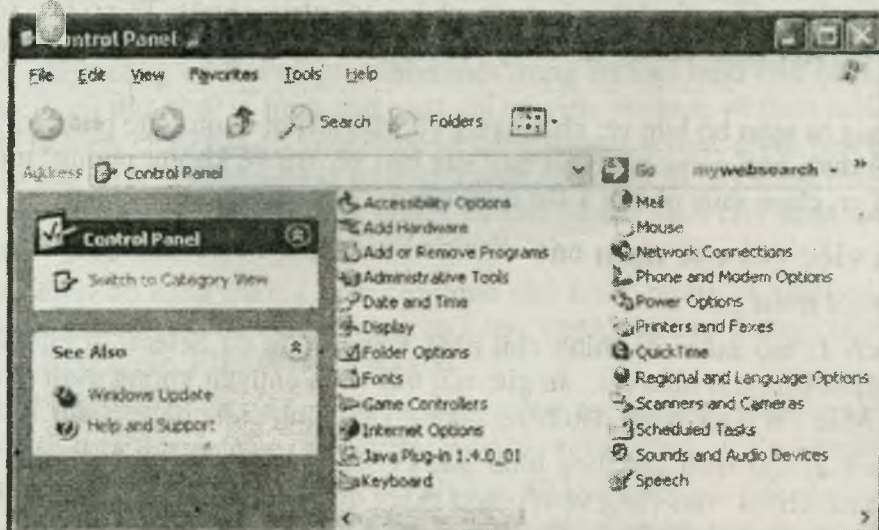 Control Panel
File Edit View Favorites Tools Help
Search Folders
Address Control Panel Go mywebsearch
Control Panel
Switch to Category View
See Also
Windows Update
Help and Support
Accessibility Options
Add Hardware
Add or Remove Programs
Administrative Tools
Date and Time
Display
Folder Options
Fonts
Game Controllers
Internet Options
Java Plug-in 1.4.0_01
Keyboard
Mail
Mouse
Network Connections
Phone and Modem Options
Power Options
Printers and Faxes
QuickTime
Regional and Language Options
Scanners and Cameras
Scheduled Tasks
Sounds and Audio Devices
Speech